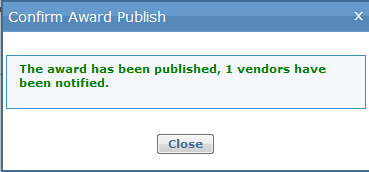 Confirm Award Publish x
The award has been published, 1 vendors have
been notified.
Close